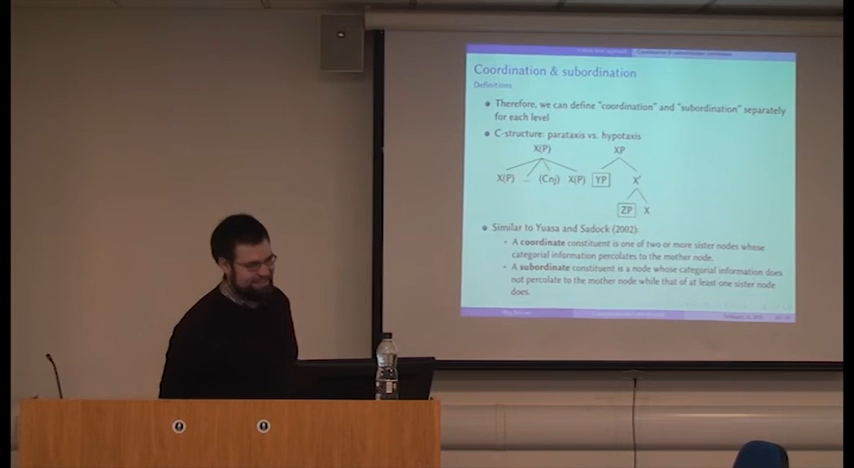 Coordination & subordination
Definitions
Therefore, we can define "coordination" and "subordination" separately
for each level
C-structure: parataxis vs. hypotaxis
X(P) XP
X(P) ... (Cnj) X(P) YP X'
ZP X
Similar to Yuasa and Sadock (2002):
A coordinate constituent is one of two or more sister nodes whose
categorial information percolates to the mother node.
A subordinate constituent is a node whose categorial information does
not percolate to the mother node while that of at least one sister node
does.